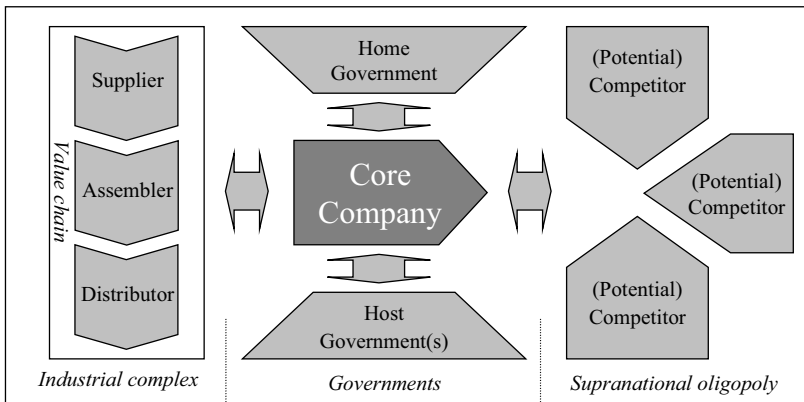 Value chain
Supplier
Assembler
Distributor
Industrial complex
Home
Government
Core
Company
Host
Government(s)
Governments
(Potential)
Competitor
(Potential)
Competitor
(Potential)
Competitor
Supranational oligopoly